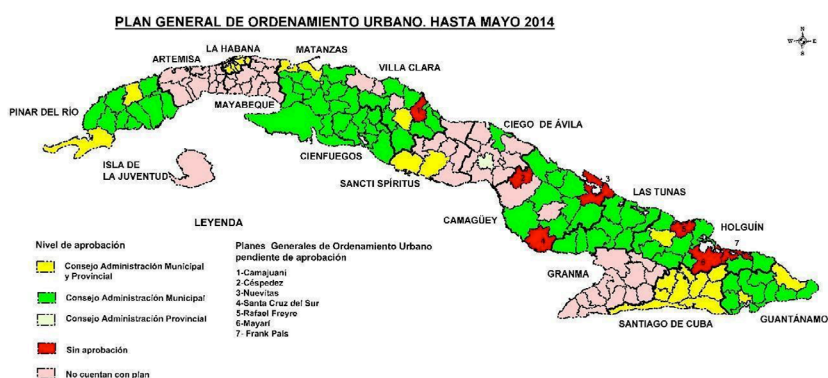 PLAN GENERAL DE ORDENAMIENTO URBANO. HASTA MAYO 2014
N
E
S
LA HABANA
MATANZAS
ARTEMISA
VILLA CLARA
PINAR DEL RÍO
MAYABEQUE
CIEGO DE ÁVILA
ISLA DE
LA JUVENTUD
CIENFUEGOS
SANCTI SPÍRITUS
3
LAS TUNAS
CAMAGÜEY
HOLGUÍN
7
GRANMA
SANTIAGO DE CUBA
GUANTÁNAMO
LEYENDA
Nivel de aprobación
Consejo Administración Municipal
y Provincial
Consejo Administración Municipal
Consejo Administración Provincial
Sin aprobación
No cuentan con plan
Planes Generales de Ordenamiento Urbano
pendiente de aprobación
1-Camajuani
2-Céspedez
3-Nuevitas
4-Santa Cruz del Sur
5-Rafael Freyre
6-Mayarí
7- Frank País